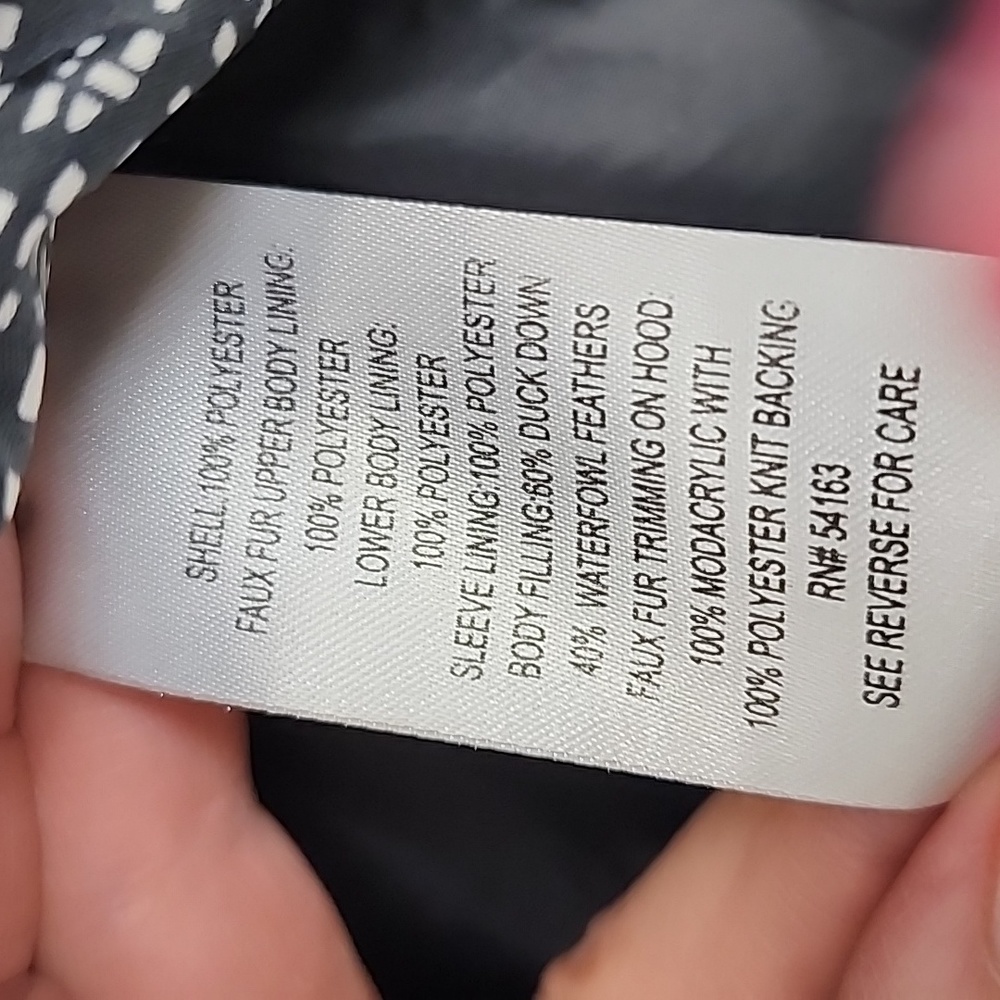 SHELL:100% POLYESTER
FAUX FUR UPPER BODY LINING:
100% POLYESTER
LOWER BODY LINING:
100% POLYESTER
SLEEVE LINING:100% POLYESTER
BODY FILLING:60% DUCK DOWN
40% WATERFOWL FEATHERS
FAUX FUR TRIMMING ON HOOD:
100% MODACRYLIC WITH
100% POLYESTER KNIT BACKING
RN# 54163
SEE REVERSE FOR CARE